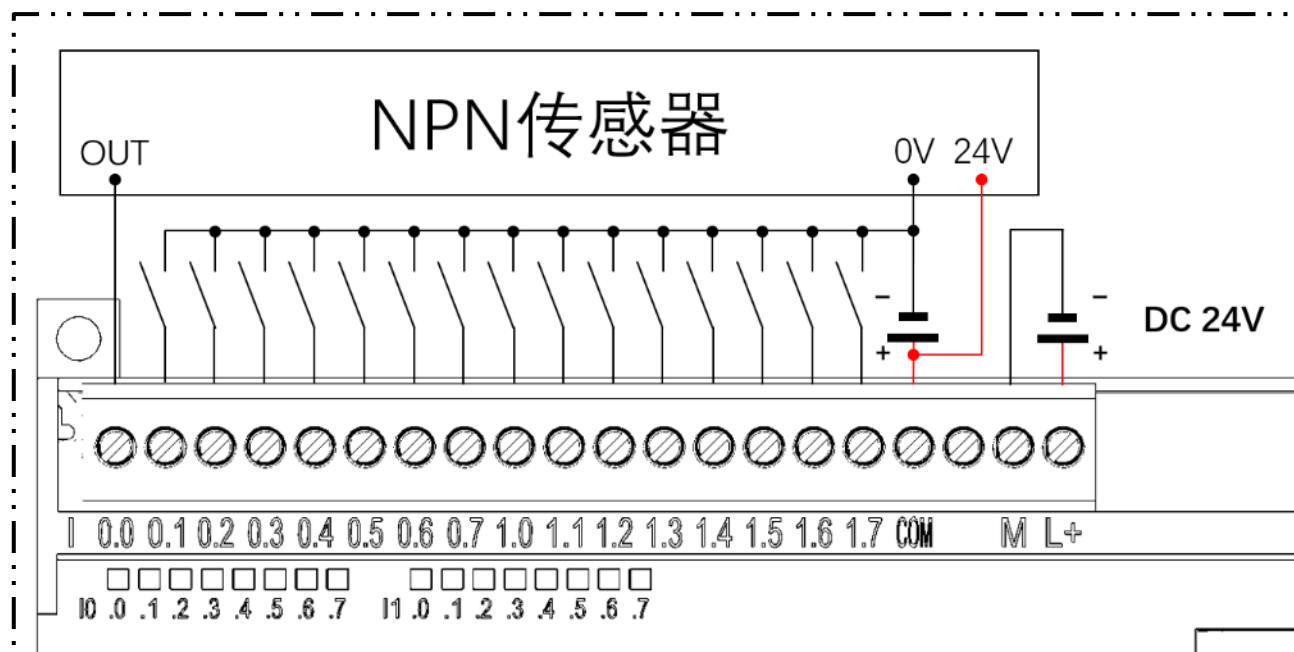 NPN传感器
OUT 0V 24V
− −
DC 24V
+ +
I 0.0 0.1 0.2 0.3 0.4 0.5 0.6 0.7 1.0 1.1 1.2 1.3 1.4 1.5 1.6 1.7 COM M L+
I0 .0 .1 .2 .3 .4 .5 .6 .7 I1 .0 .1 .2 .3 .4 .5 .6 .7